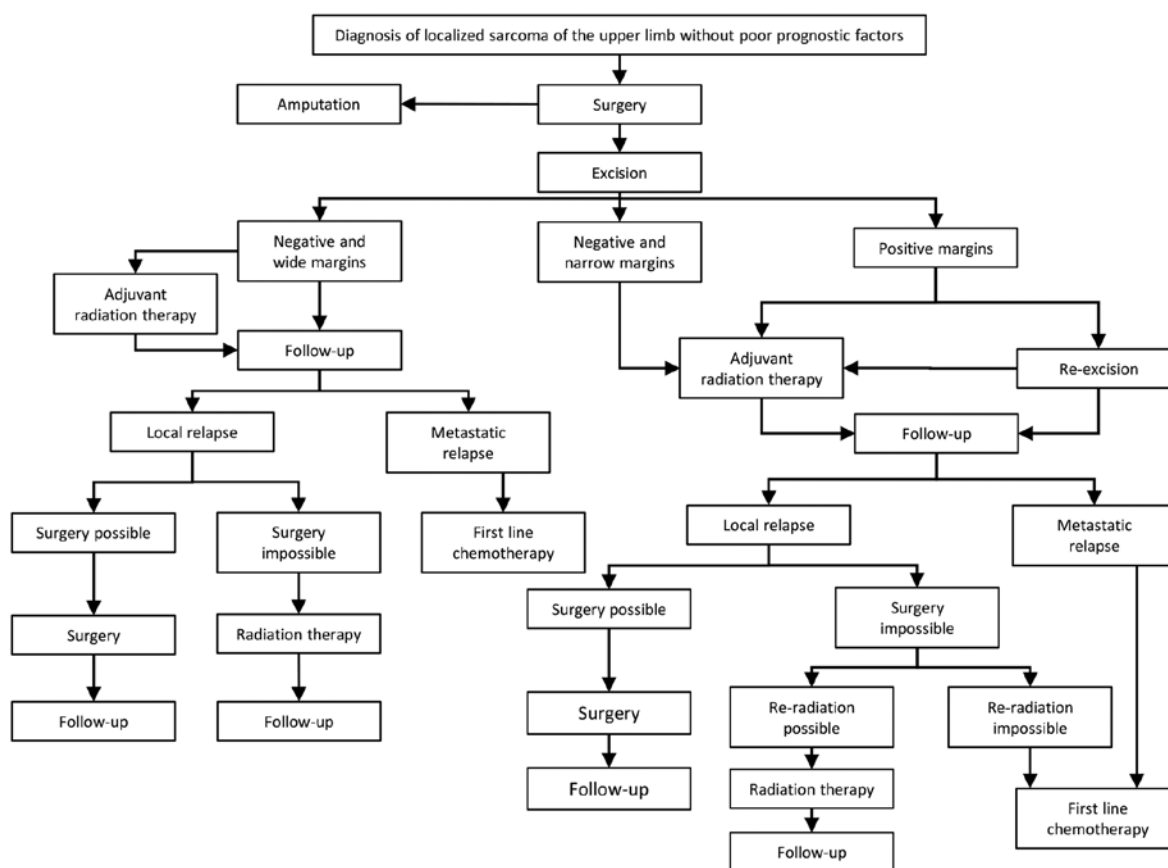 Diagnosis of localized sarcoma of the upper limb without poor prognostic factors
Amputation
Surgery
Excision
Negative and
wide margins
Negative and
narrow margins
Positive margins
Adjuvant
radiation therapy
Follow-up
Adjuvant
radiation therapy
Re-excision
Local relapse
Metastatic
relapse
Follow-up
Surgery possible
Surgery
impossible
First line
chemotherapy
Local relapse
Metastatic
relapse
Surgery possible
Surgery
impossible
Surgery
Radiation therapy
Follow-up
Follow-up
Surgery
Re-radiation
possible
Re-radiation
impossible
Follow-up
Radiation therapy
First line
chemotherapy
Follow-up